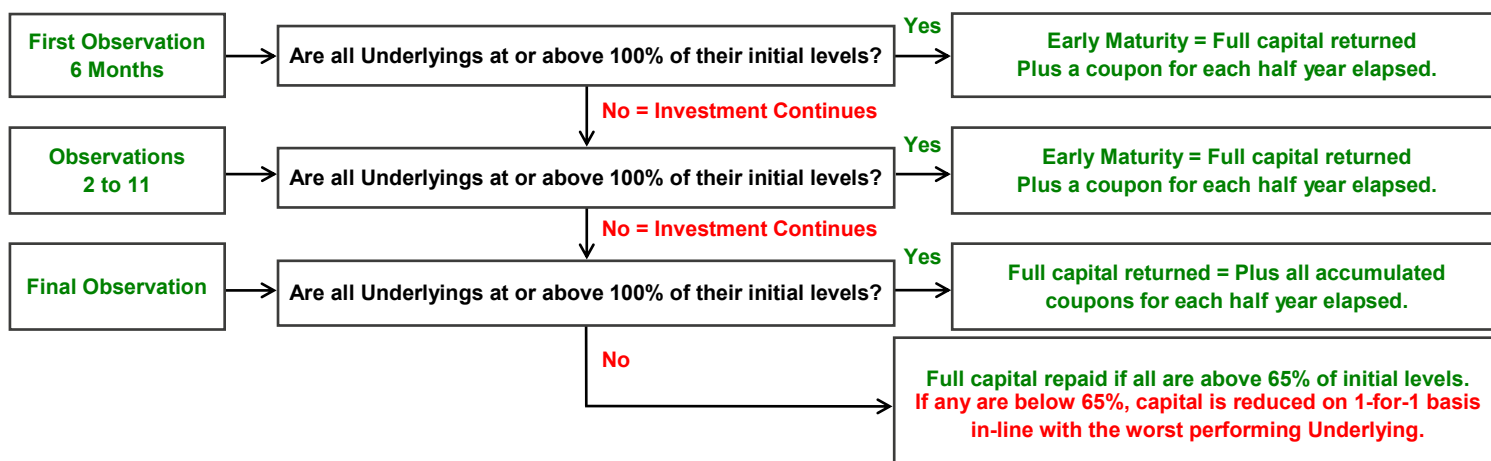 First Observation
6 Months
Are all Underlyings at or above 100% of their initial levels?
Yes
Early Maturity = Full capital returned
Plus a coupon for each half year elapsed.
No = Investment Continues
Observations
2 to 11
Are all Underlyings at or above 100% of their initial levels?
Yes
Early Maturity = Full capital returned
Plus a coupon for each half year elapsed.
No = Investment Continues
Final Observation
Are all Underlyings at or above 100% of their initial levels?
Yes
Full capital returned = Plus all accumulated
coupons for each half year elapsed.
No
Full capital repaid if all are above 65% of initial levels.
If any are below 65%, capital is reduced on 1-for-1 basis
in-line with the worst performing Underlying.